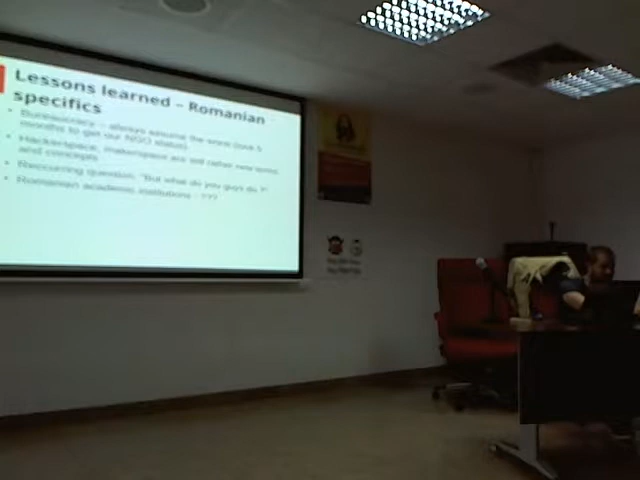 Lessons learned – Romanian
specifics
Bureaucracy – always assume the worst (took 5
months to get our NGO status)
Hackerspace, makerspace are still rather new terms
and concepts
Recurring question: "But what do you guys do ?"
Romanian academic institutions - ???